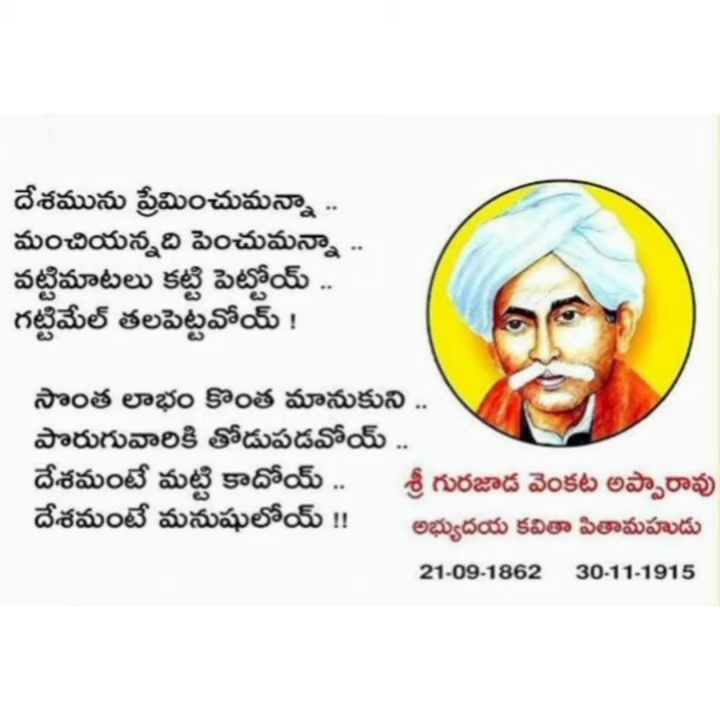 దేశమును ప్రేమించుమన్నా ..
మంచియన్నది పెంచుమన్నా ..
వట్టిమాటలు కట్టి పెట్టోయ్ ..
గట్టిమేల్ తలపెట్టవోయ్ !
సొంత లాభం కొంత మానుకుని ..
పొరుగువారికి తోడుపడవోయ్ ..
దేశమంటే మట్టి కాదోయ్ ..
దేశమంటే మనుషులోయ్ !!
శ్రీ గురజాడ వెంకట అప్పారావు
అభ్యుదయ కవితా పితామహుడు
21-09-1862 30-11-1915